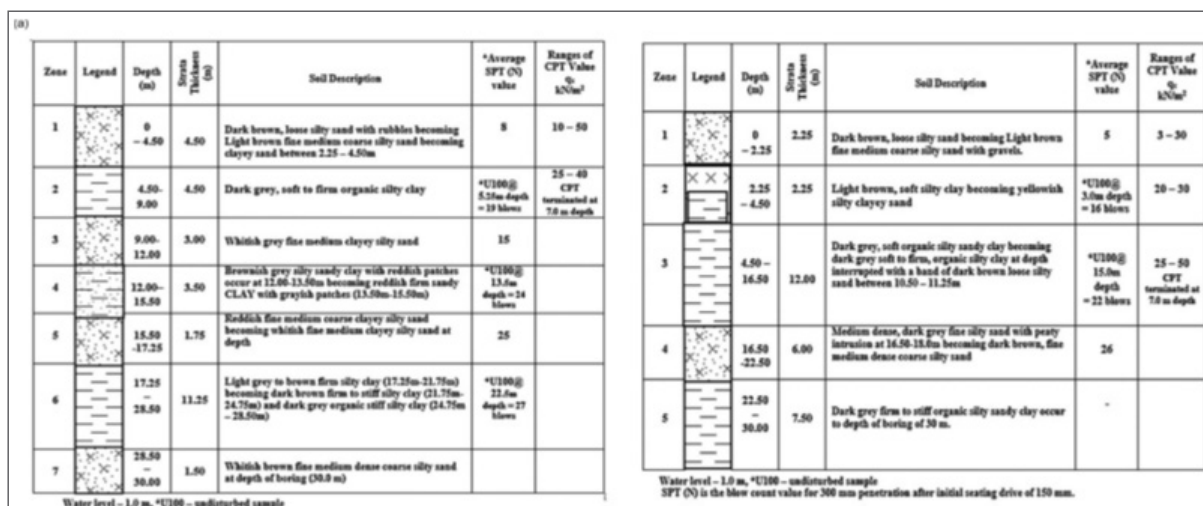 (a)
Zone Legend Depth (m) Strata Thickness (m) Soil Description *Average SPT (N) value Ranges of CPT Value qc kN/m²
1 0 – 4.50 4.50 Dark brown, loose silty sand with rubbles becoming Light brown fine medium coarse silty sand becoming clayey sand between 2.25 – 4.50m 8 10 – 50
2 4.50- 9.00 4.50 Dark grey, soft to firm organic silty clay *U100@ 5.25m depth = 19 blows 25 – 40 CPT terminated at 7.0 m depth
3 9.00- 12.00 3.00 Whitish grey fine medium clayey silty sand 15
4 12.00– 15.50 3.50 Brownish grey silty sandy clay with reddish patches occur at 12.00-13.50m becoming reddish firm sandy CLAY with grayish patches (13.50m-15.50m) *U100@ 13.5m depth = 24 blows
5 15.50 -17.25 1.75 Reddish fine medium coarse clayey silty sand becoming whitish fine medium clayey silty sand at depth 25
6 17.25 – 28.50 11.25 Light grey to brown firm silty clay (17.25m-21.75m) becoming dark brown firm to stiff silty clay (21.75m- 24.75m) and dark grey organic stiff silty clay (24.75m – 28.50m) *U100@ 22.5m depth = 27 blows
7 28.50 – 30.00 1.50 Whitish brown fine medium dense coarse silty sand at depth of boring (30.0 m)
Water level – 1.0 m, *U100 – undisturbed sample
Zone Legend Depth (m) Strata Thickness (m) Soil Description *Average SPT (N) value Ranges of CPT Value qc kN/m²
1 0 – 2.25 2.25 Dark brown, loose silty sand becoming Light brown fine medium coarse silty sand with gravels. 5 3 – 30
2 2.25 – 4.50 2.25 Light brown, soft silty clay becoming yellowish silty clayey sand *U100@ 3.0m depth = 16 blows 20 – 30
3 4.50 – 16.50 12.00 Dark grey, soft organic silty sandy clay becoming dark grey soft to firm, organic silty clay at depth interrupted with a band of dark brown loose silty sand between 10.50 – 11.25m *U100@ 15.0m depth = 22 blows 25 – 50 CPT terminated at 7.0 m depth
4 16.50 -22.50 6.00 Medium dense, dark grey fine silty sand with peaty intrusion at 16.50-18.0m becoming dark brown, fine medium dense coarse silty sand 26
5 22.50 – 30.00 7.50 Dark grey firm to stiff organic silty sandy clay occur to depth of boring of 30 m. -
Water level – 1.0 m, *U100 – undisturbed sample
SPT (N) is the blow count value for 300 mm penetration after initial seating drive of 150 mm.